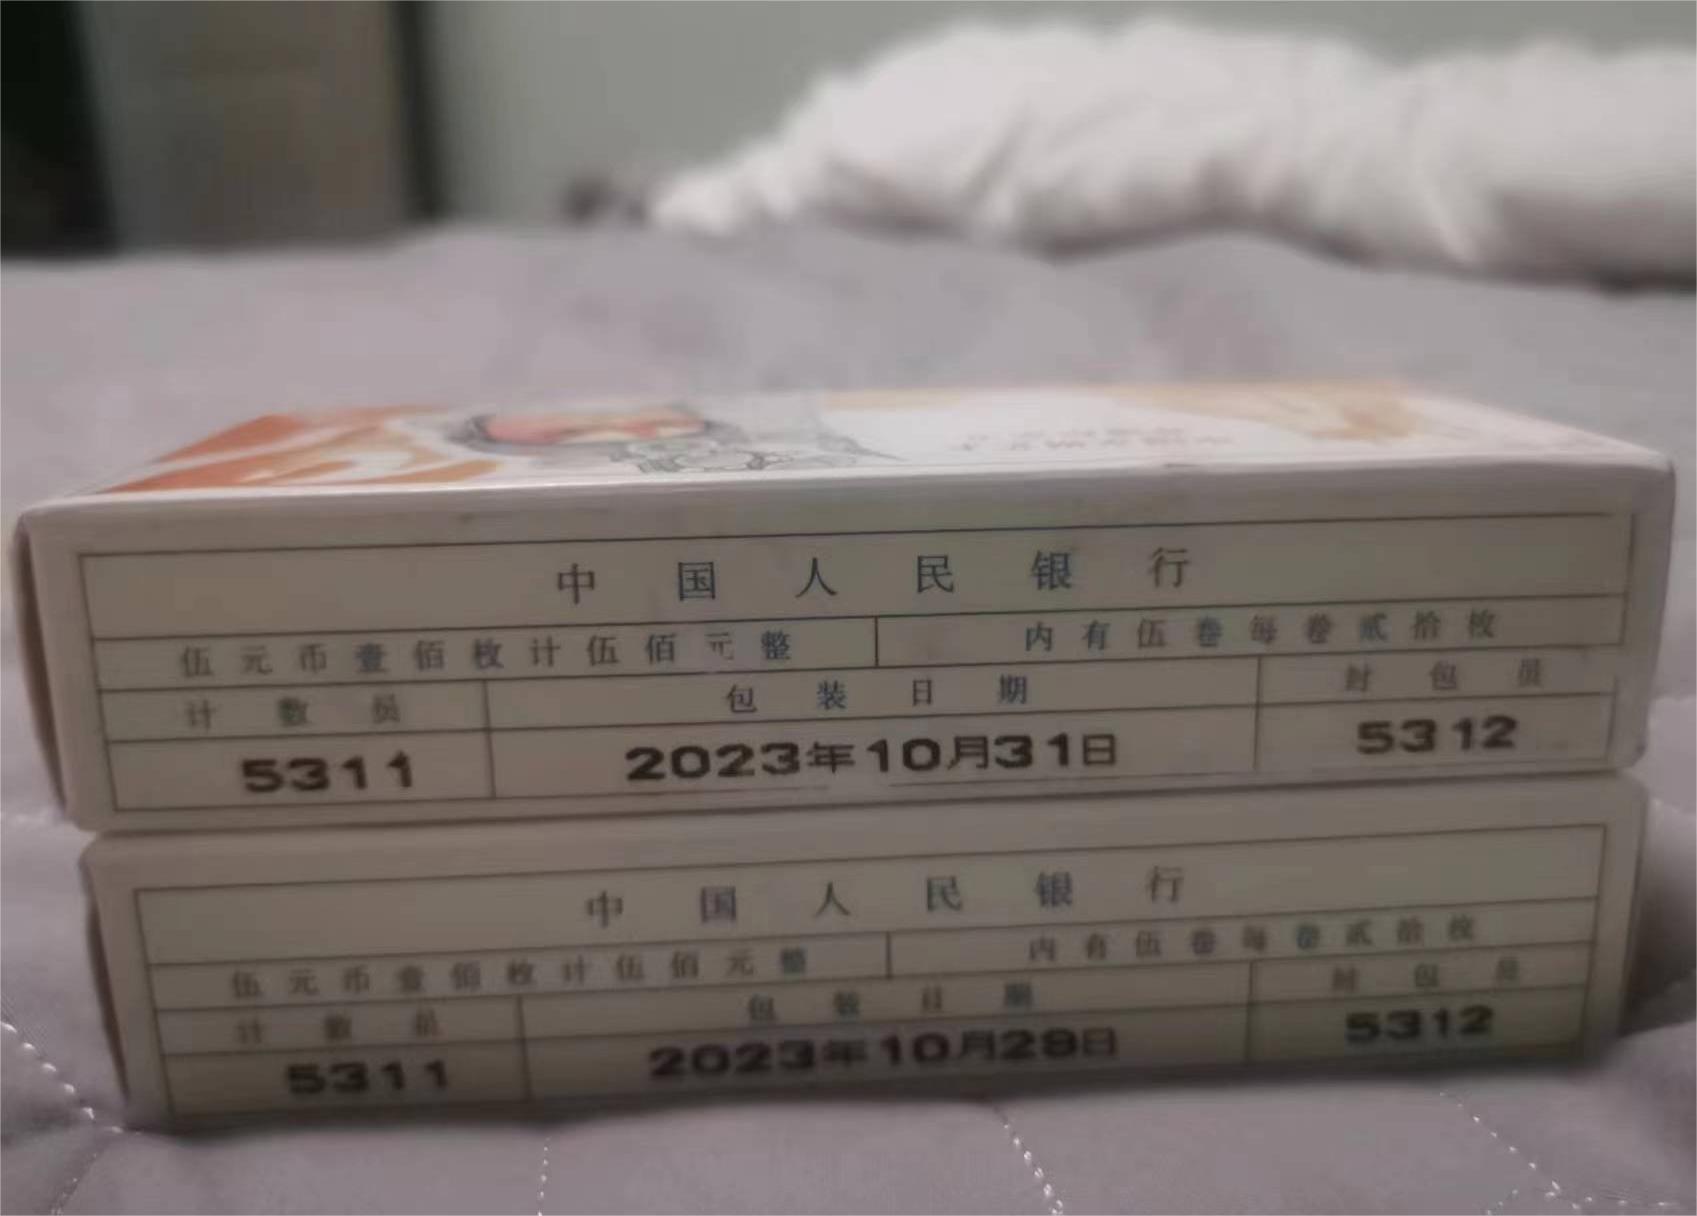 中国人民银行
伍元币壹佰枚计伍佰元整 内有伍卷每卷贰拾枚
计数员 包装日期 封包员
5311 2023年10月31日 5312
中国人民银行
伍元币壹佰枚计伍佰元整 内有伍卷每卷贰拾枚
计数员 包装日期 封包员
5311 2023年10月29日 5312